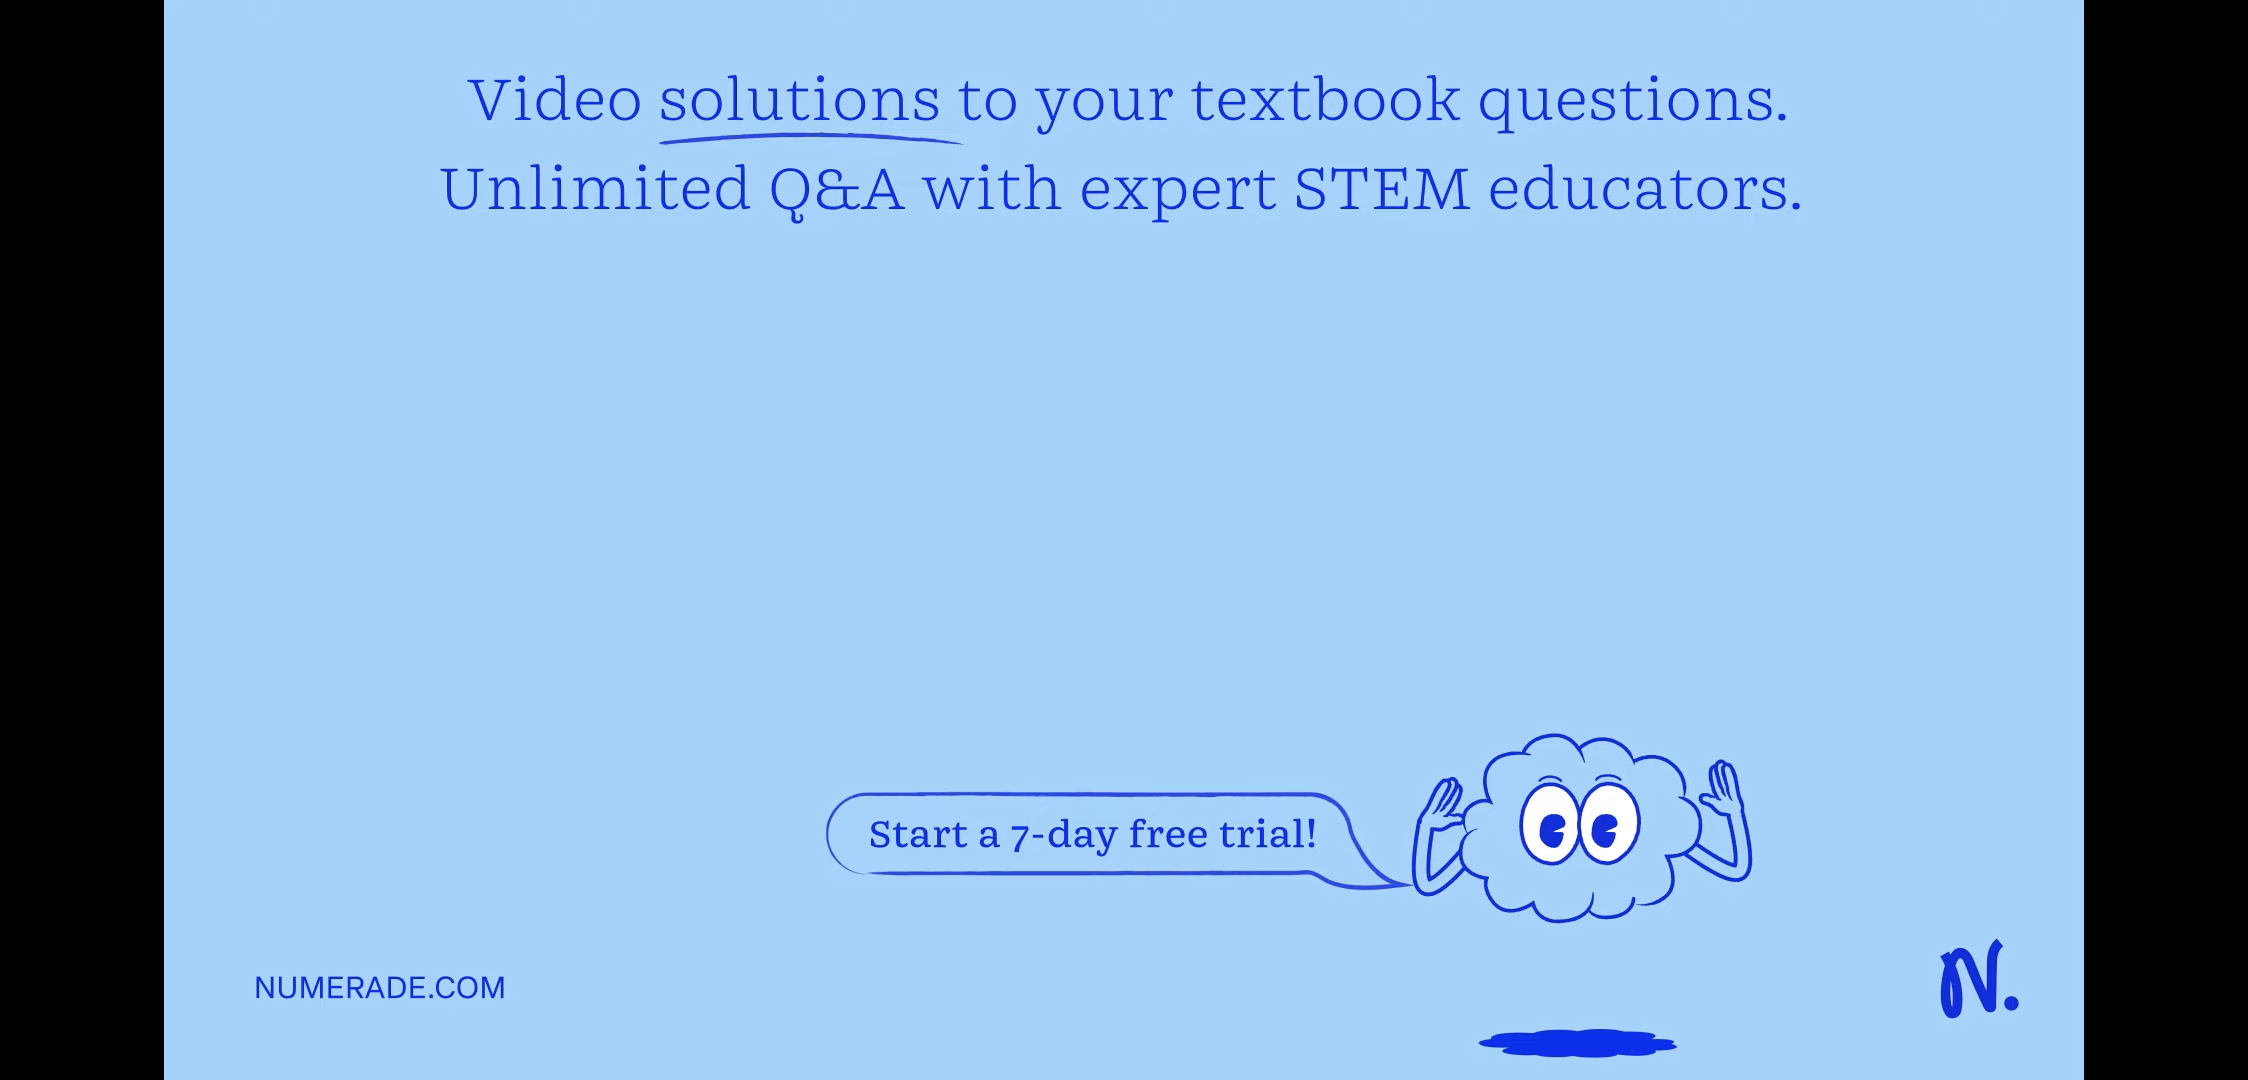 Video solutions to your textbook questions.
Unlimited Q&A with expert STEM educators.
Start a 7-day free trial!
NUMERADE.COM
N.